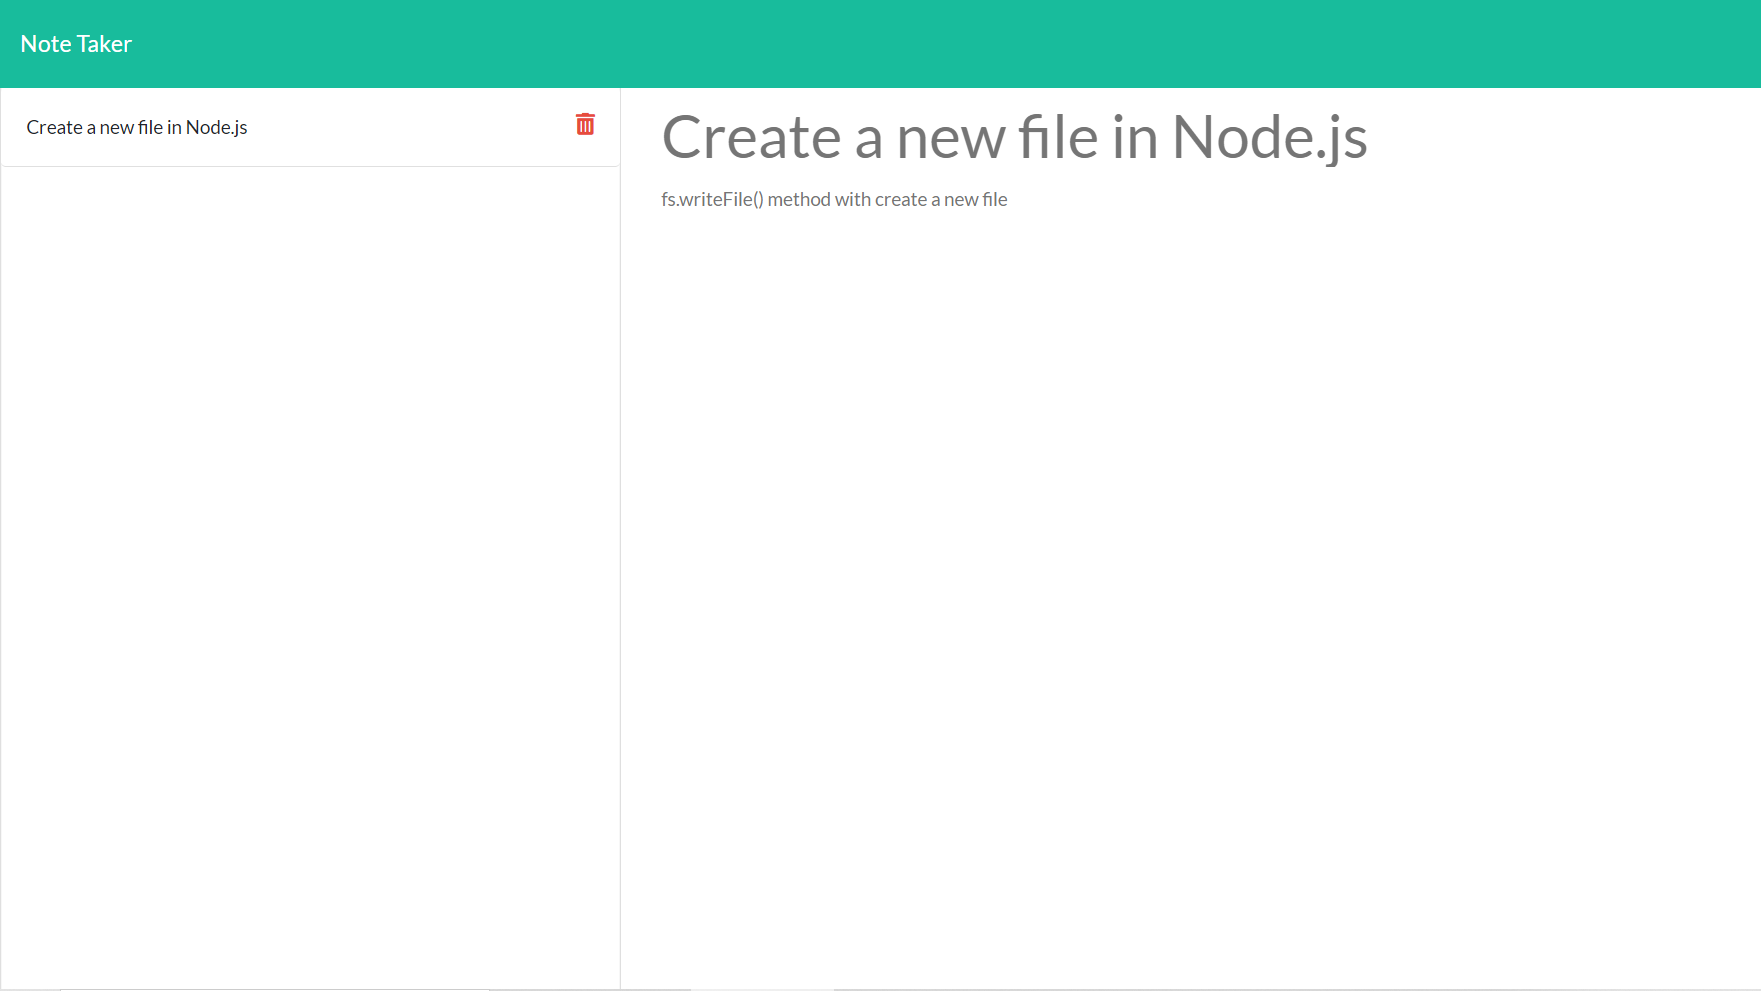 Note Taker
Create a new file in Node.js
Create a new file in Node.js
fs.writeFile() method with create a new file